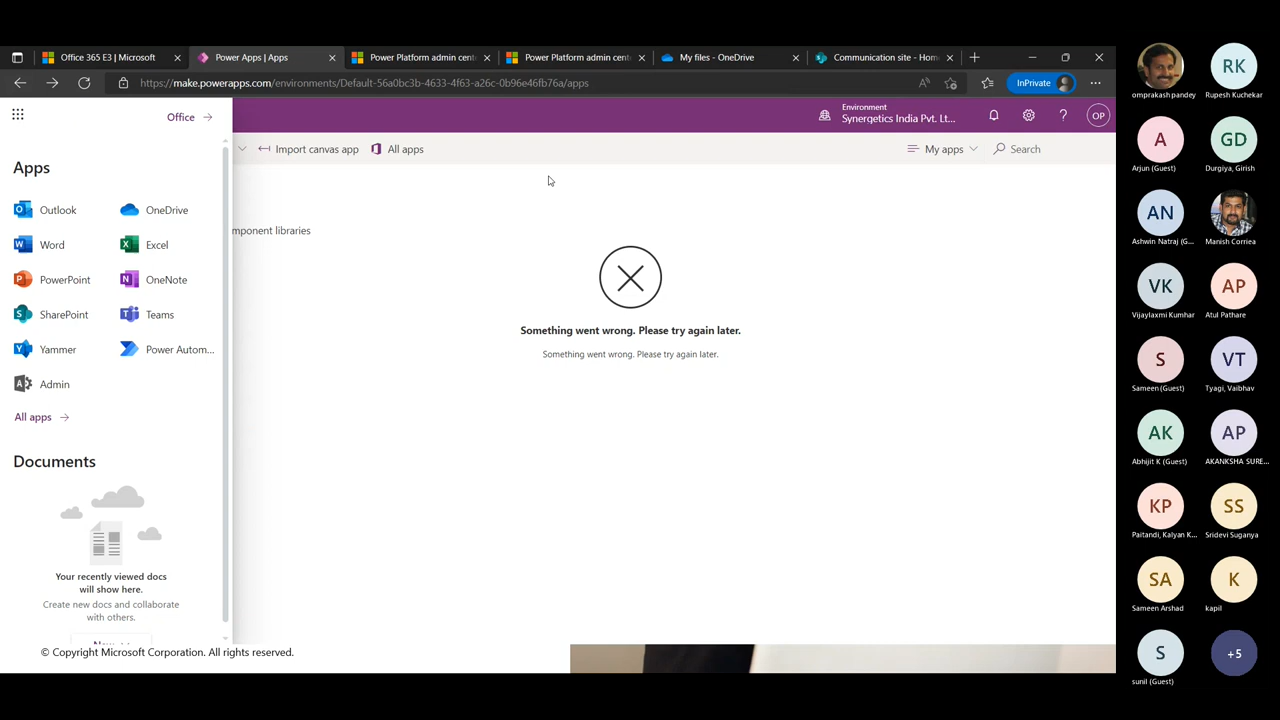 Office 365 E3 | Microsoft
Power Apps | Apps
Power Platform admin cent
Power Platform admin cent
My files - OneDrive
Communication site - Hom
https://make.powerapps.com/environments/Default-56a0bc3b-4633-4f63-a26c-0b96e46fb76a/apps
InPrivate
Office
Environment
Synergetics India Pvt. Lt...
OP
Import canvas app
All apps
My apps
Search
Apps
Outlook
OneDrive
mponent libraries
Word
Excel
PowerPoint
OneNote
SharePoint
Teams
Something went wrong. Please try again later.
Something went wrong. Please try again later.
Yammer
Power Autom...
Admin
All apps
Documents
Your recently viewed docs
will show here.
Create new docs and collaborate
with others.
© Copyright Microsoft Corporation. All rights reserved.
omprakash pandey
RK
Rupesh Kuchekar
A
Arjun (Guest)
GD
Durgiya, Girish
AN
Ashwin Natraj (G...
Manish Corriea
VK
Vijaylaxmi Kumhar
AP
Atul Pathare
S
Sameen (Guest)
VT
Tyagi, Vaibhav
AK
Abhijit K (Guest)
AP
AKANKSHA SURE...
KP
Paitandi, Kalyan K...
SS
Sridevi Suganya
SA
Sameen Arshad
K
kapil
S
sunil (Guest)
+5